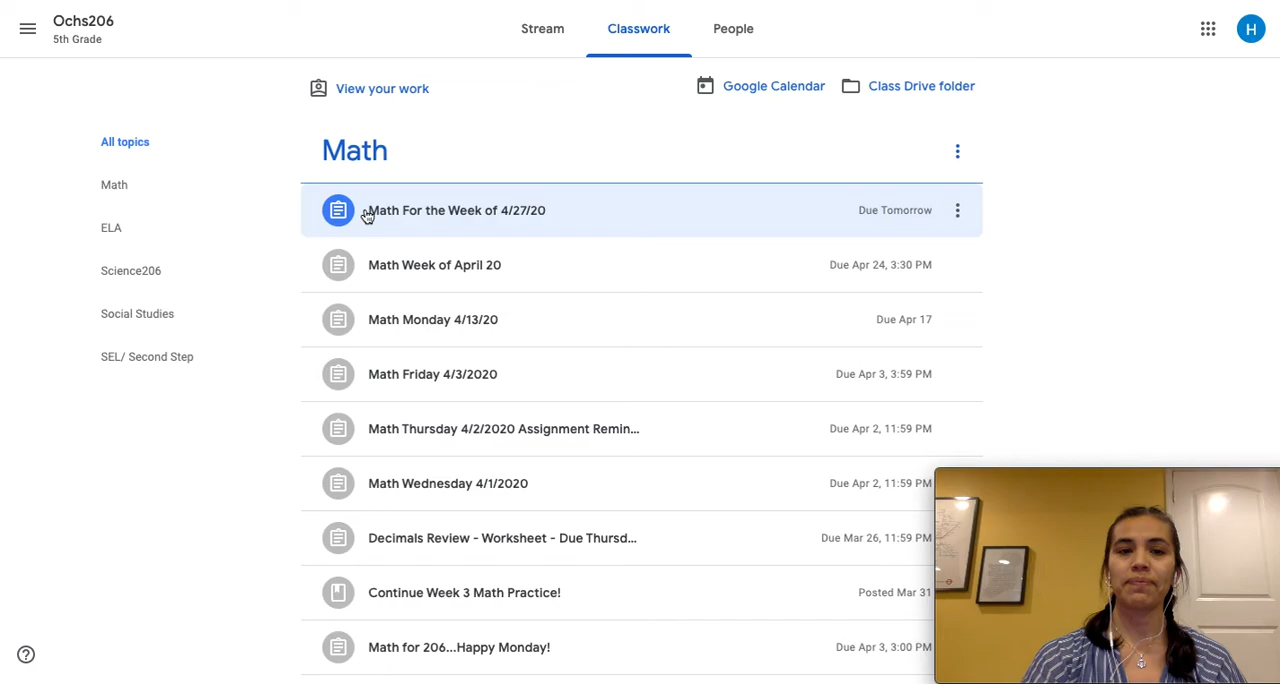 Ochs206
5th Grade
Stream
Classwork
People
H
View your work
Google Calendar
Class Drive folder
All topics
Math
ELA
Science206
Social Studies
SEL/ Second Step
Math
Math For the Week of 4/27/20 Due Tomorrow
Math Week of April 20 Due Apr 24, 3:30 PM
Math Monday 4/13/20 Due Apr 17
Math Friday 4/3/2020 Due Apr 3, 3:59 PM
Math Thursday 4/2/2020 Assignment Remin... Due Apr 2, 11:59 PM
Math Wednesday 4/1/2020 Due Apr 2, 11:59 PM
Decimals Review - Worksheet - Due Thursd... Due Mar 26, 11:59 PM
Continue Week 3 Math Practice! Posted Mar 31
Math for 206...Happy Monday! Due Apr 3, 3:00 PM